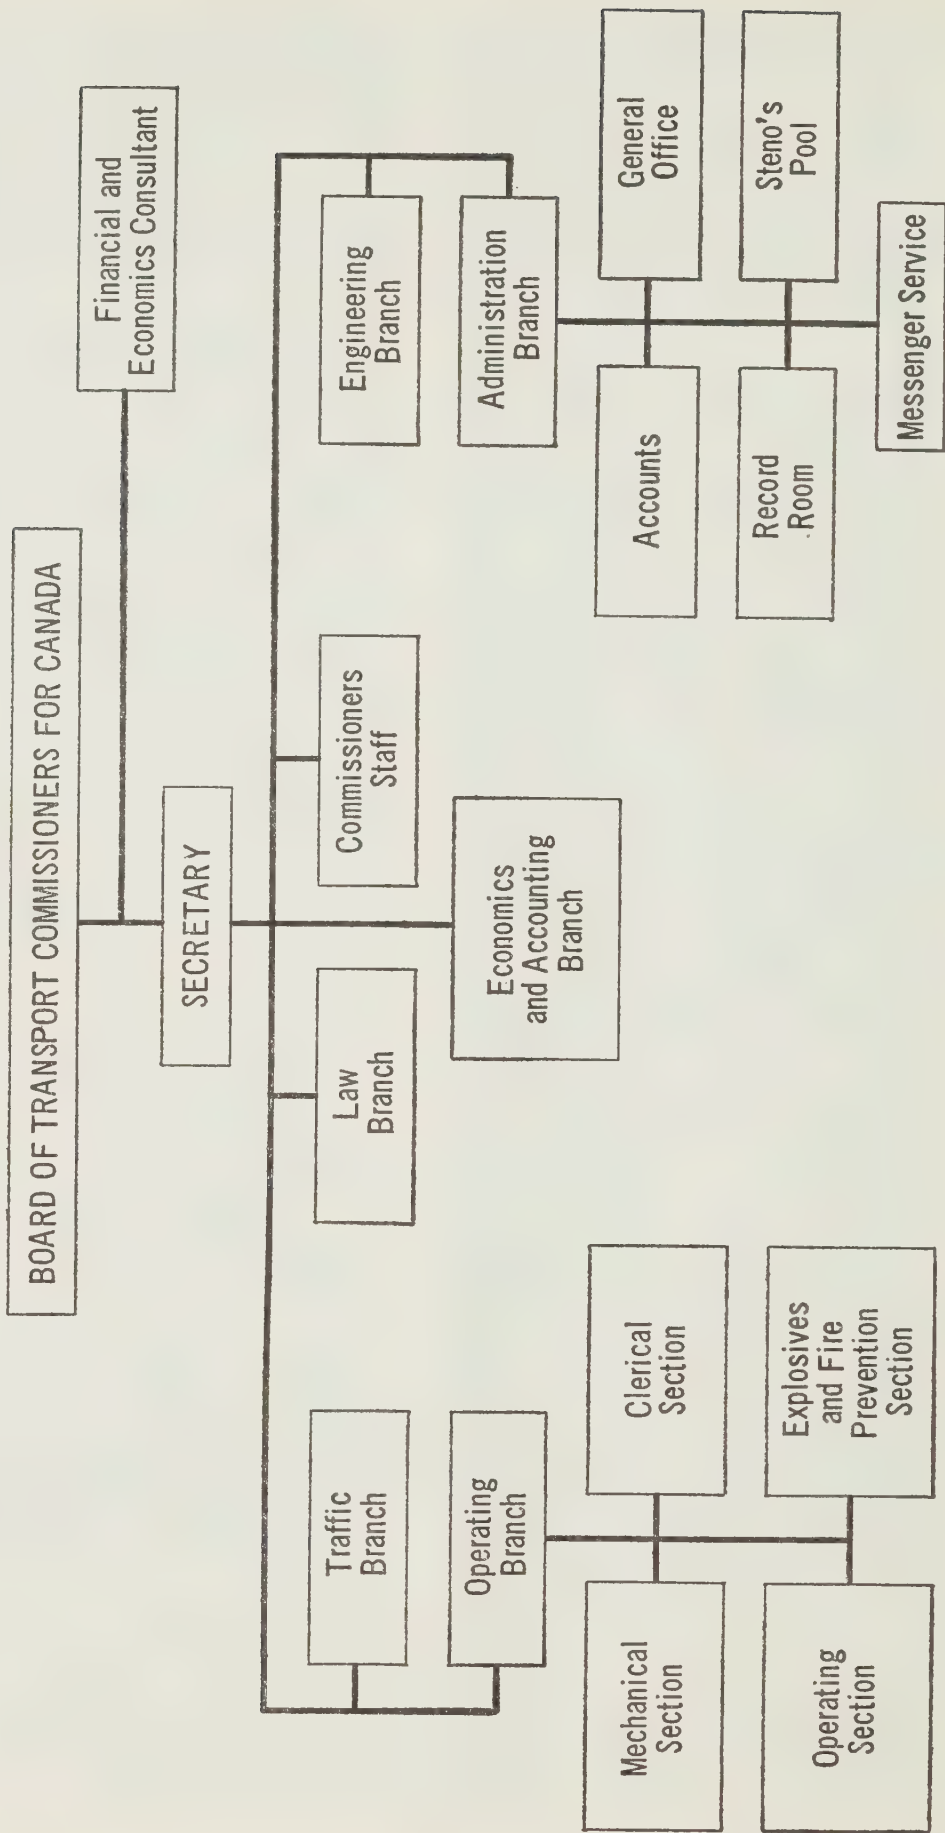 BOARD OF TRANSPORT COMMISSIONERS FOR CANADA
Financial and
Economics Consultant
SECRETARY
Traffic
Branch
Law
Branch
Commissioners
Staff
Engineering
Branch
Operating
Branch
Economics
and Accounting
Branch
Administration
Branch
Mechanical
Section
Clerical
Section
Accounts
General
Office
Operating
Section
Explosives
and Fire
Prevention
Section
Record
Room
Steno's
Pool
Messenger Service